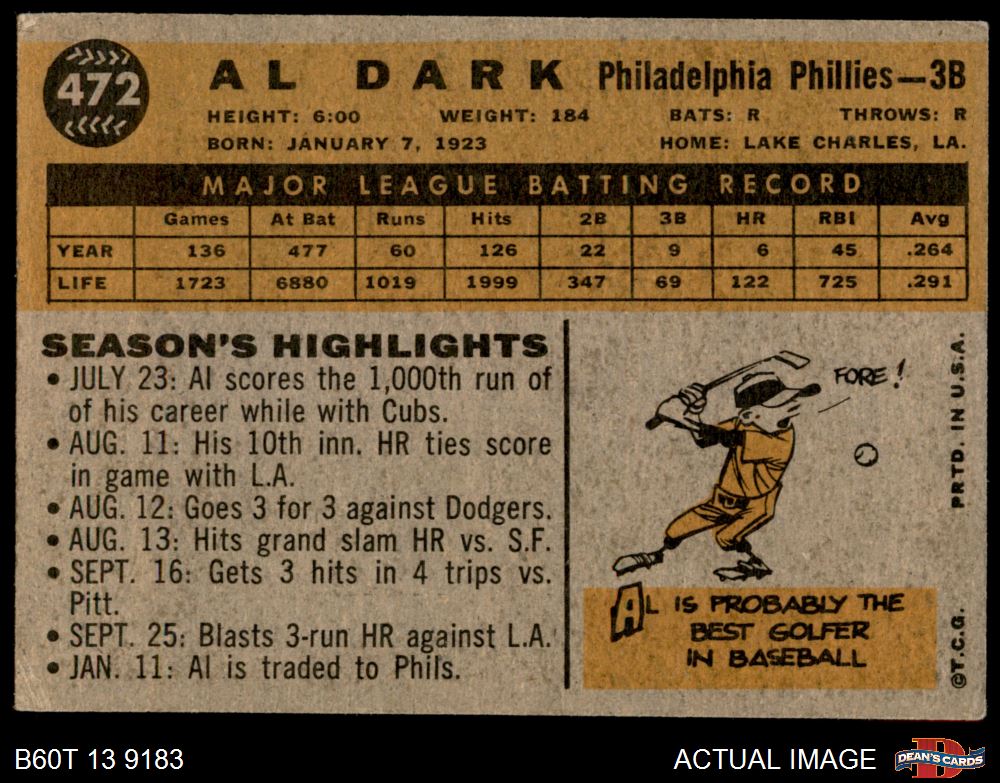 472
AL DARK Philadelphia Phillies—3B
HEIGHT: 6:00 WEIGHT: 184 BATS: R THROWS: R
BORN: JANUARY 7, 1923 HOME: LAKE CHARLES, LA.
MAJOR LEAGUE BATTING RECORD
Games At Bat Runs Hits 2B 3B HR RBI Avg
YEAR 136 477 60 126 22 9 6 45 .264
LIFE 1723 6880 1019 1999 347 69 122 725 .291
SEASON'S HIGHLIGHTS
• JULY 23: Al scores the 1,000th run of
of his career while with Cubs.
• AUG. 11: His 10th inn. HR ties score
in game with L.A.
• AUG. 12: Goes 3 for 3 against Dodgers.
• AUG. 13: Hits grand slam HR vs. S.F.
• SEPT. 16: Gets 3 hits in 4 trips vs.
Pitt.
• SEPT. 25: Blasts 3-run HR against L.A.
• JAN. 11: Al is traded to Phils.
FORE!
AL IS PROBABLY THE
BEST GOLFER
IN BASEBALL
©T.C.G. PRTD. IN U.S.A.
B60T 13 9183 ACTUAL IMAGE
DEAN'S CARDS